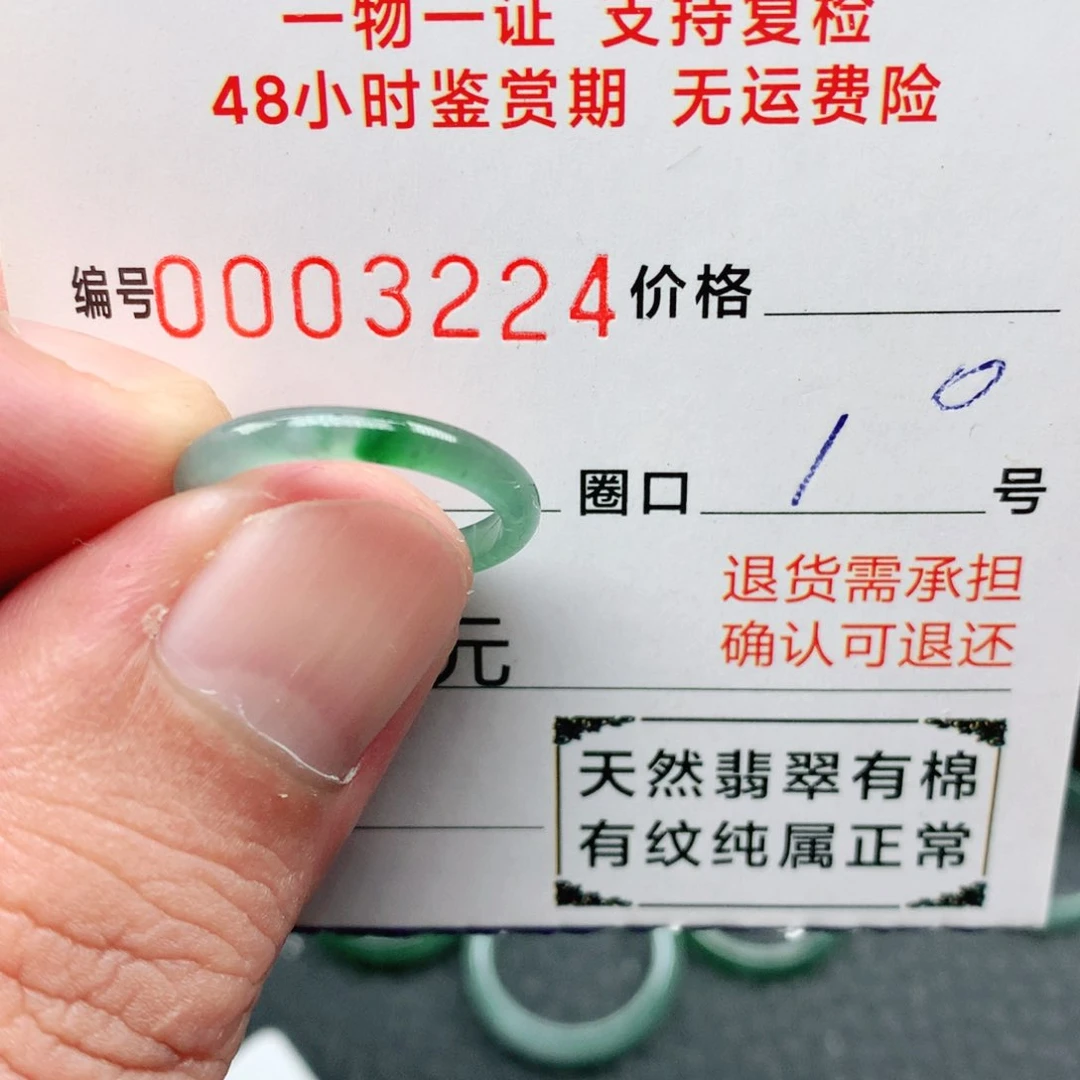 一物一证 支持复检
48小时鉴赏期 无运费险
编号0003224价格
圈口 10 号
退货需承担
元
确认可退还
天然翡翠有棉
有纹纯属正常